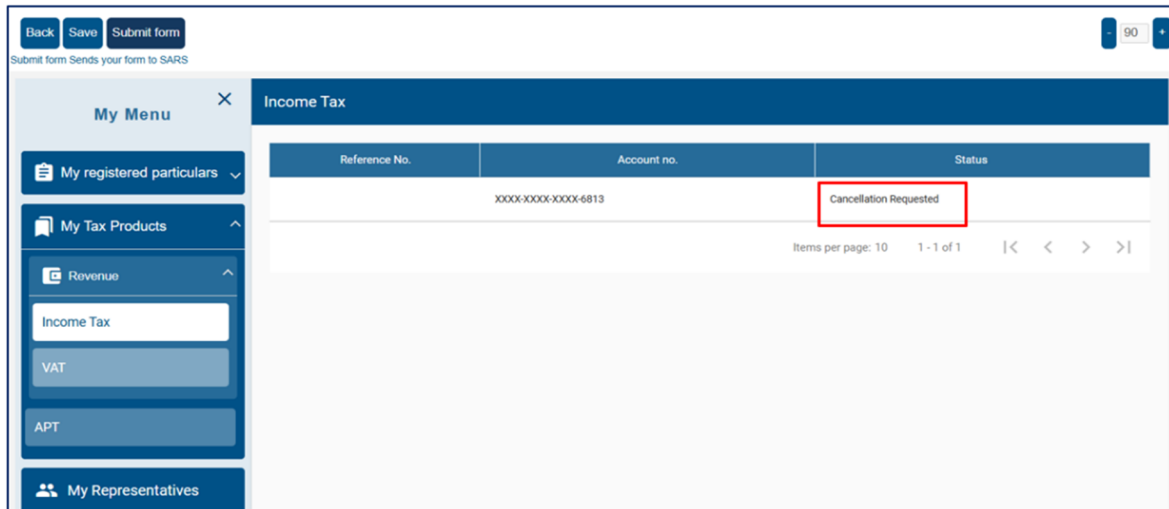 Back Save Submit form - 90 +
Submit form Sends your form to SARS
My Menu
My registered particulars
My Tax Products
Revenue
Income Tax
VAT
APT
My Representatives
Income Tax
Reference No. Account no. Status
XXXX-XXXX-XXXX-6813 Cancellation Requested
Items per page: 10 1 - 1 of 1